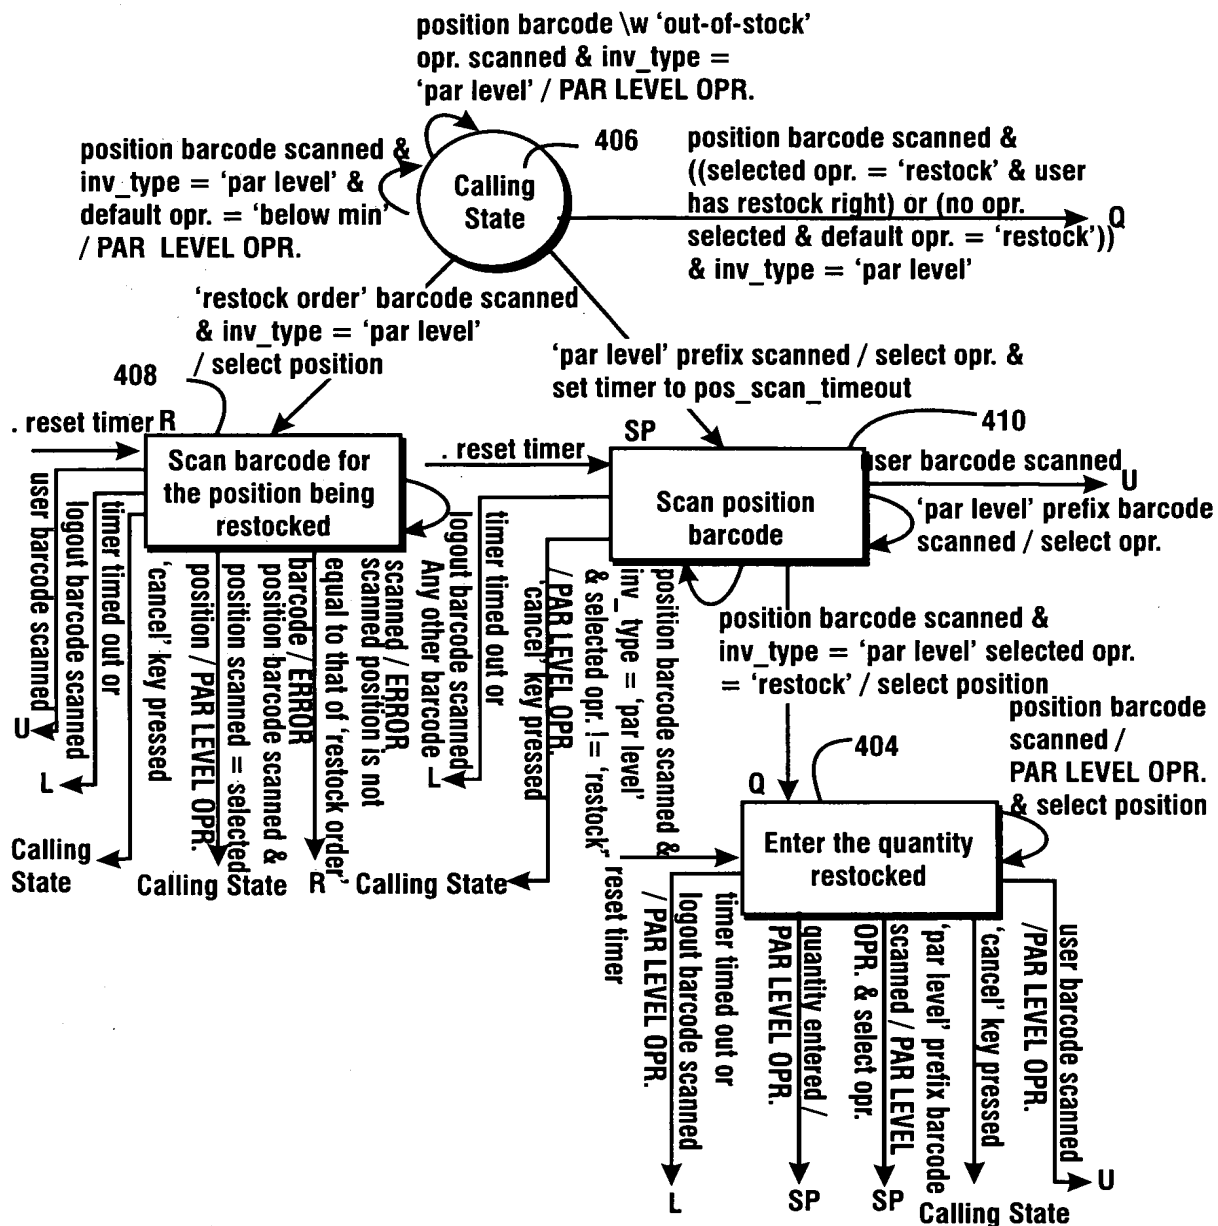 position barcode \w ‘out-of-stock’
opr. scanned & inv_type =
‘par level’ / PAR LEVEL OPR.
position barcode scanned &
inv_type = ‘par level’ &
default opr. = ‘below min’
/ PAR LEVEL OPR.
Calling
State
406
position barcode scanned &
((selected opr. = ‘restock’ & user
has restock right) or (no opr.
selected & default opr. = ‘restock’))
& inv_type = ‘par level’
Q
‘restock order’ barcode scanned
& inv_type = ‘par level’
/ select position
‘par level’ prefix scanned / select opr. &
set timer to pos_scan_timeout
408
. reset timer R
Scan barcode for
the position being
restocked
user barcode scanned
U
timer timed out or
logout barcode scanned
L
‘cancel’ key pressed
Calling
State
position scanned = selected
position / PAR LEVEL OPR.
Calling State
position barcode scanned &
scanned position is not
equal to that of ‘restock order’
barcode / ERROR
R
Any other barcode
scanned / ERROR
SP
410
. reset timer
Scan position
barcode
user barcode scanned
U
‘par level’ prefix barcode
scanned / select opr.
timer timed out or
logout barcode scanned
L
‘cancel’ key pressed
/ PAR LEVEL OPR.
Calling State
position barcode scanned &
inv_type = ‘par level’
& selected opr. != ‘restock’
position barcode scanned &
inv_type = ‘par level’ selected opr.
= ‘restock’ / select position
position barcode
scanned /
PAR LEVEL OPR.
& select position
404
Q
Enter the quantity
restocked
reset timer
timer timed out or
logout barcode scanned
/ PAR LEVEL OPR.
L
quantity entered /
PAR LEVEL OPR.
SP
‘par level’ prefix barcode
scanned / PAR LEVEL
OPR. & select opr.
SP
‘cancel’ key pressed
Calling State
user barcode scanned
/PAR LEVEL OPR.
U